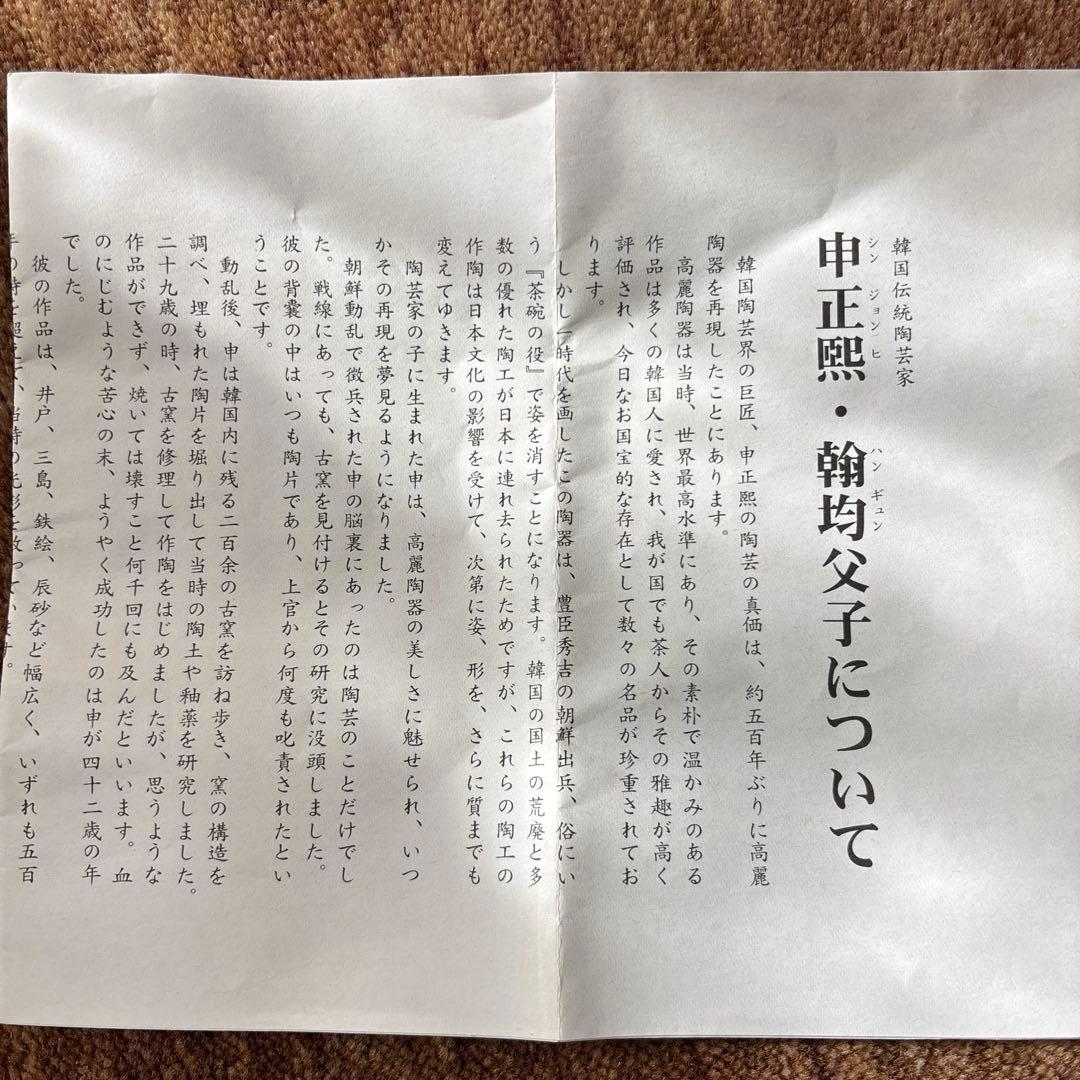 韓国伝統陶芸家
申正熙・翰均父子について
シン ジョン ヒ ハン ギュン
韓国陶芸界の巨匠、申正熙の陶芸の真価は、約五百年ぶりに高麗
陶器を再現したことにあります。
高麗陶器は当時、世界最高水準にあり、その素朴で温かみのある
作品は多くの韓国人に愛され、我が国でも茶人からその雅趣が高く
評価され、今日なお国宝的な存在として数々の名品が珍重されてお
ります。
しかし一時代を画したこの陶器は、豊臣秀吉の朝鮮出兵、俗にい
う『茶碗の役』で姿を消すことになります。韓国の国土の荒廃と多
数の優れた陶工が日本に連れ去られたためですが、これらの陶工の
作陶は日本文化の影響を受けて、次第に姿、形を、さらに質までも
変えてゆきます。
陶芸家の子に生まれた申は、高麗陶器の美しさに魅せられ、いつ
かその再現を夢見るようになりました。
朝鮮動乱で徴兵された申の脳裏にあったのは陶芸のことだけでし
た。戦線にあっても、古窯を見付けるとその研究に没頭しました。
彼の背嚢の中はいつも陶片であり、上官から何度も叱責されたとい
うことです。
動乱後、申は韓国内に残る二百余の古窯を訪ね歩き、窯の構造を
調べ、埋もれた陶片を堀り出して当時の陶土や釉薬を研究しました。
二十九歳の時、古窯を修理して作陶をはじめましたが、思うような
作品ができず、焼いては壊すこと何千回にも及んだといいます。血
のにじむような苦心の末、ようやく成功したのは申が四十二歳の年
でした。
彼の作品は、井戸、三島、鉄絵、辰砂など幅広く、いずれも五百